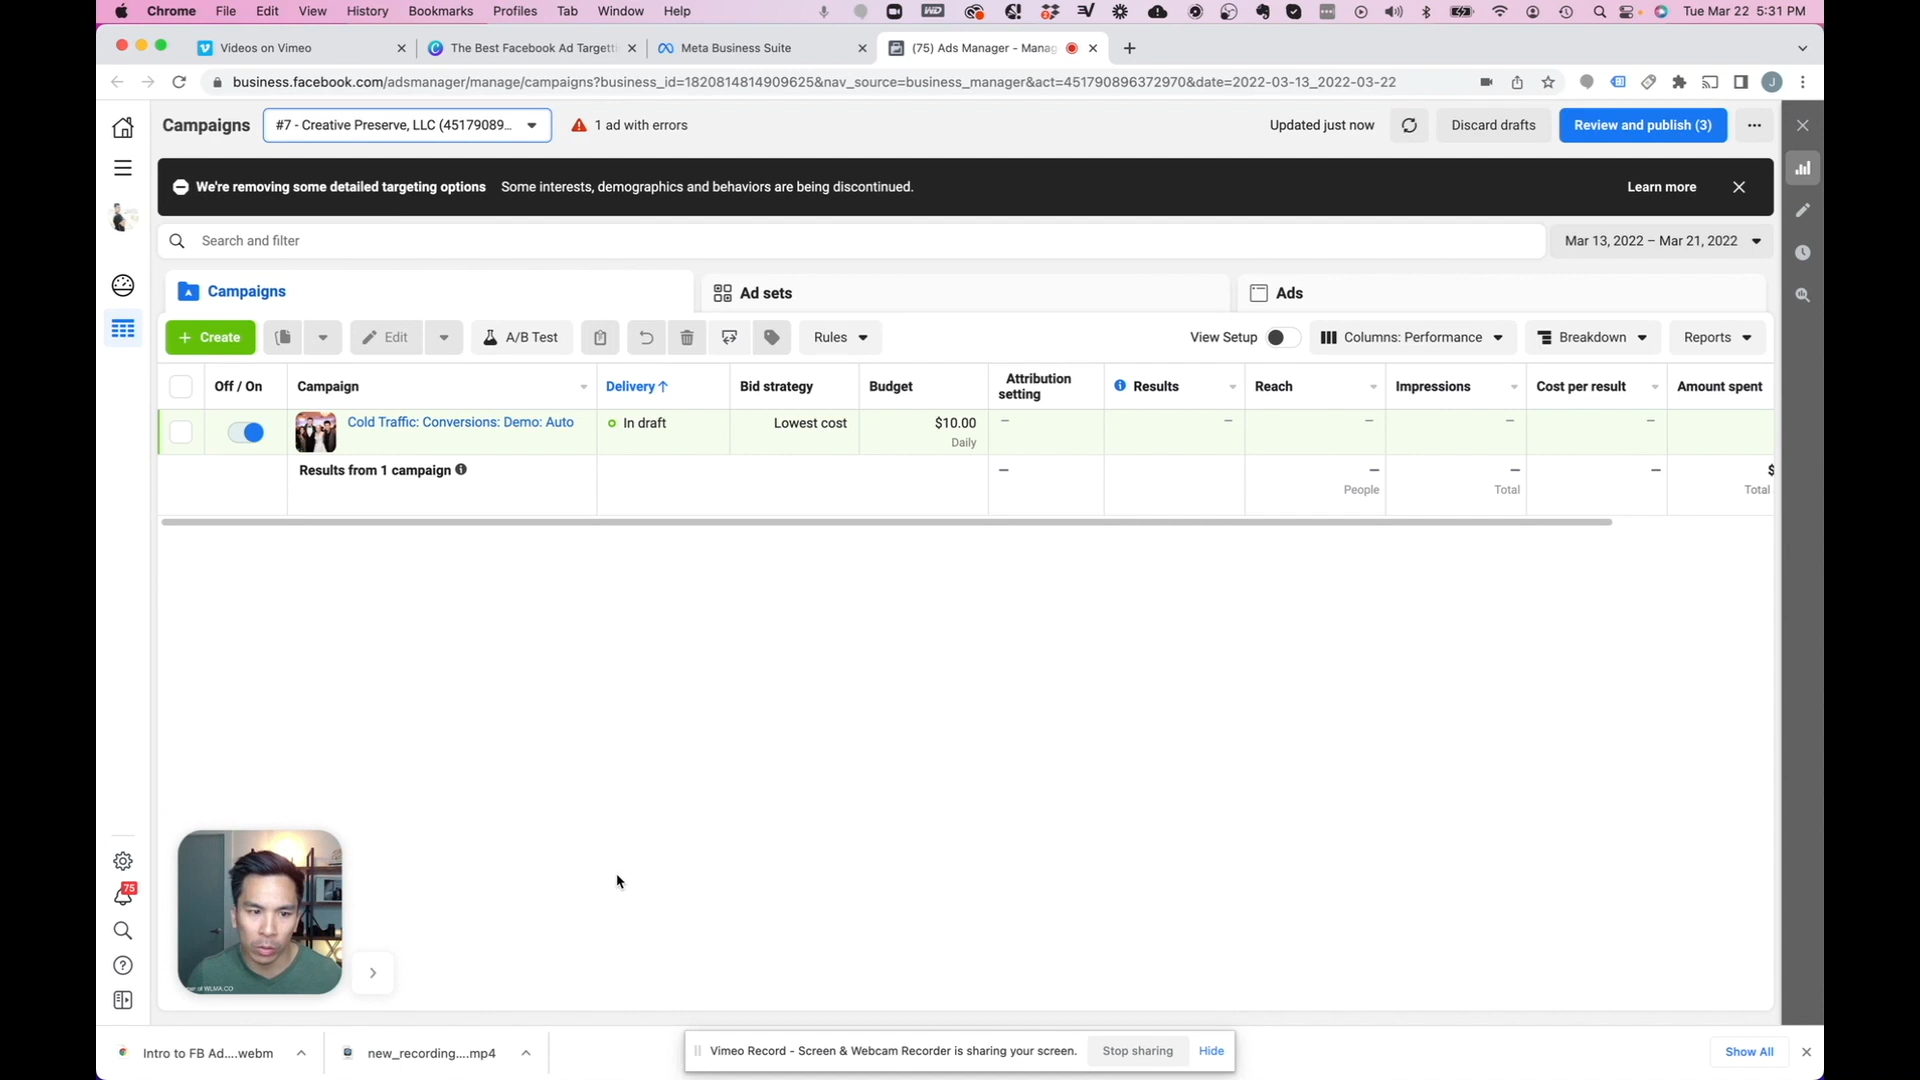 Chrome File Edit View History Bookmarks Profiles Tab Window Help Tue Mar 22 5:31 PM
Videos on Vimeo The Best Facebook Ad Targetti Meta Business Suite (75) Ads Manager - Manag
business.facebook.com/adsmanager/manage/campaigns?business_id=1820814814909625&nav_source=business_manager&act=451790896372970&date=2022-03-13_2022-03-22
Campaigns #7 - Creative Preserve, LLC (45179089... 1 ad with errors Updated just now Discard drafts Review and publish (3)
We're removing some detailed targeting options Some interests, demographics and behaviors are being discontinued. Learn more
Search and filter Mar 13, 2022 – Mar 21, 2022
Campaigns Ad sets Ads
+ Create Edit A/B Test Rules View Setup Columns: Performance Breakdown Reports
Off / On Campaign Delivery ↑ Bid strategy Budget Attribution setting Results Reach Impressions Cost per result Amount spent
Cold Traffic: Conversions: Demo: Auto In draft Lowest cost $10.00 — — — — —
Daily
Results from 1 campaign — — — — $
People Total Total
75
Intro to FB Ad....webm new_recording....mp4 Vimeo Record - Screen & Webcam Recorder is sharing your screen. Stop sharing Hide Show All